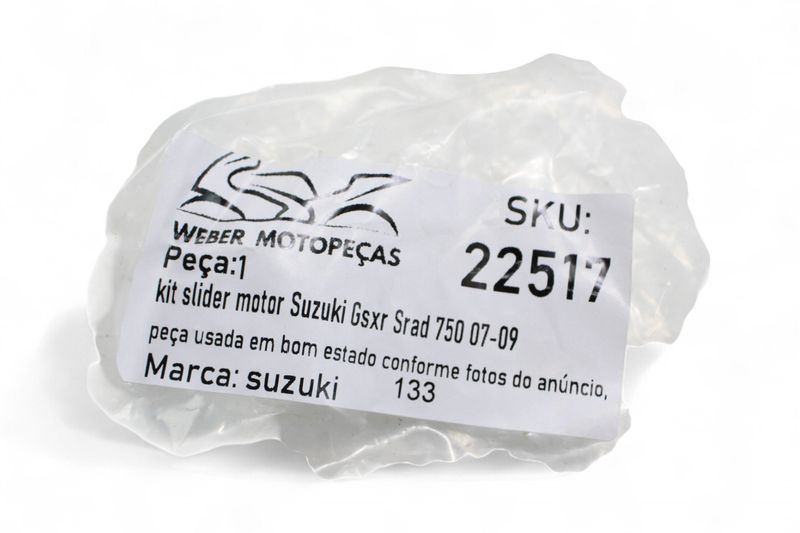 WEBER MOTOPEÇAS
SKU:
22517
Peça:1
kit slider motor Suzuki Gsxr Srad 750 07-09
peça usada em bom estado conforme fotos do anúncio,
Marca: suzuki 133